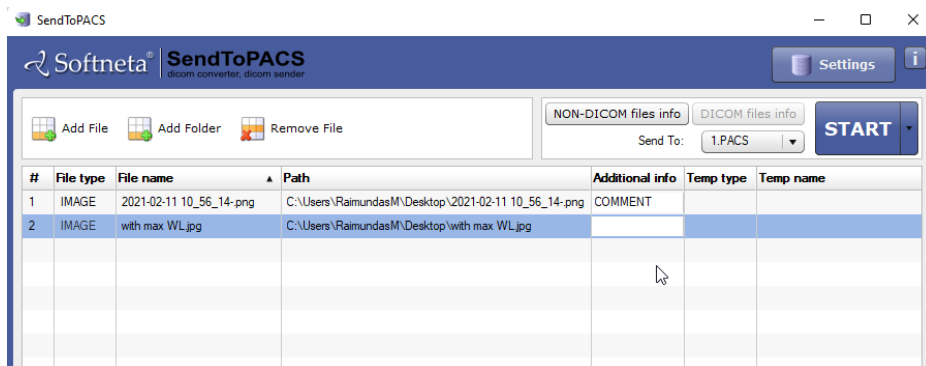 SendToPACS
Softneta® SendToPACS
dicom converter, dicom sender
Settings
i
Add File Add Folder Remove File
NON-DICOM files info DICOM files info
Send To: 1.PACS
START
# File type File name Path Additional info Temp type Temp name
1 IMAGE 2021-02-11 10_56_14-.png C:\Users\RaimundasM\Desktop\2021-02-11 10_56_14-.png COMMENT
2 IMAGE with max WL.jpg C:\Users\RaimundasM\Desktop\with max WL.jpg